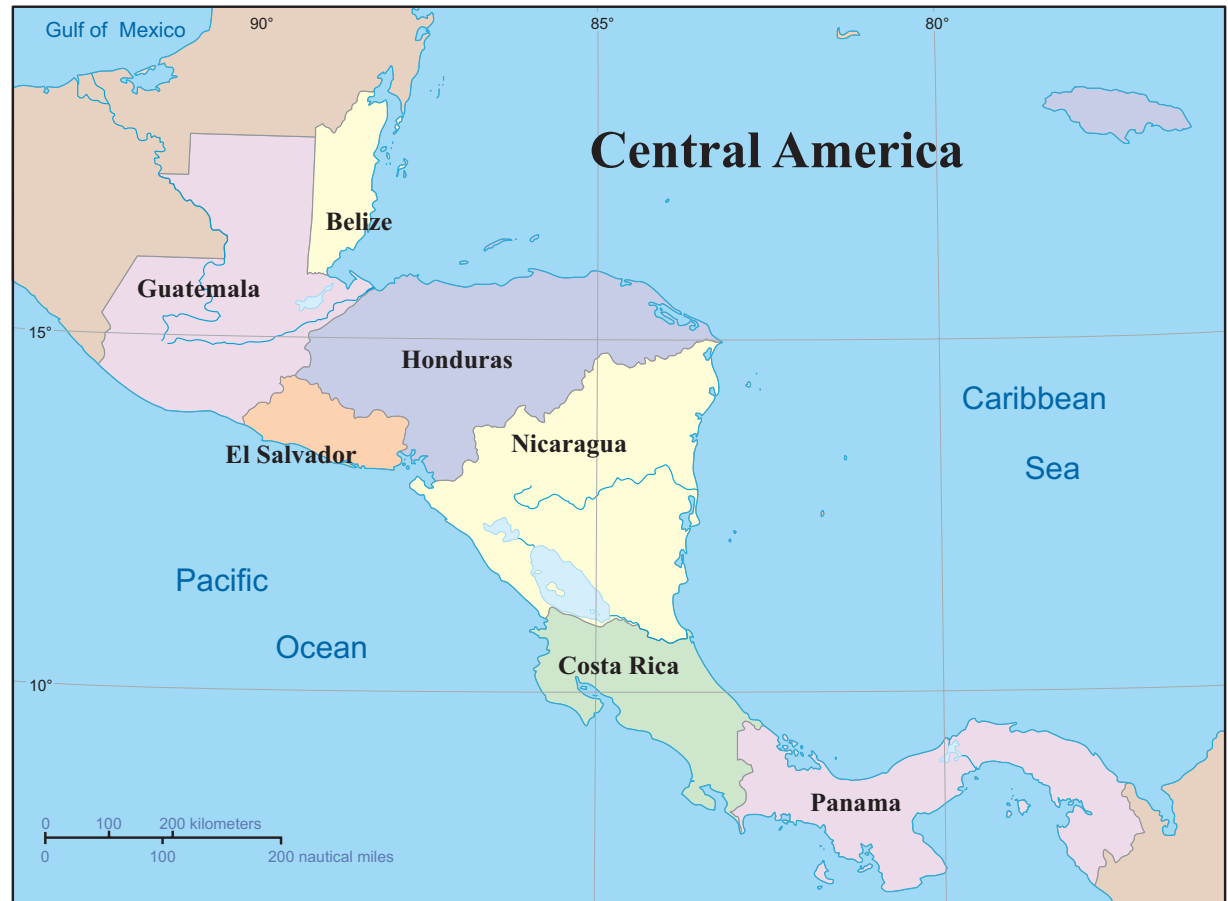 Gulf of Mexico
90°
85°
80°
Central America
Belize
Guatemala
15°
Honduras
Caribbean
Sea
Nicaragua
El Salvador
Pacific
Ocean
Costa Rica
10°
Panama
0 100 200 kilometers
0 100 200 nautical miles